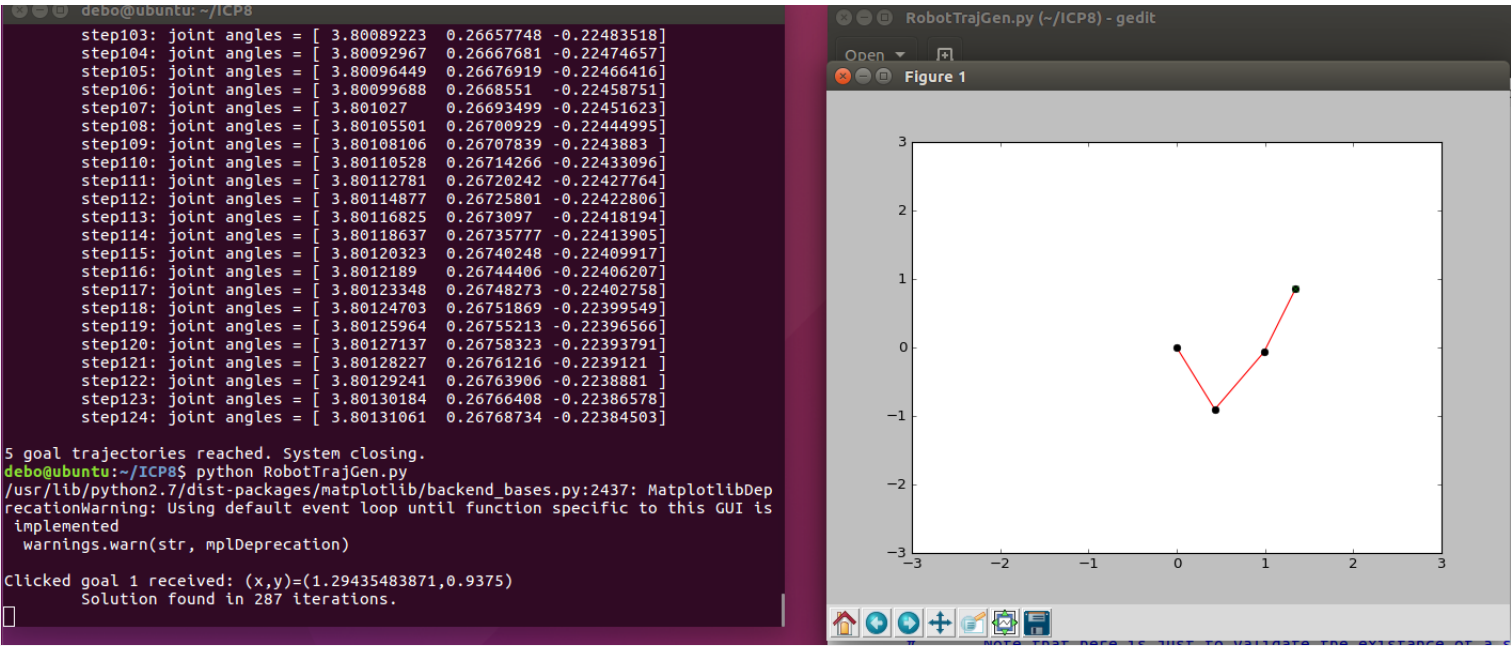 debo@ubuntu: ~/ICP8
step103: joint angles = [ 3.80089223  0.26657748 -0.22483518]
step104: joint angles = [ 3.80092967  0.26667681 -0.22474657]
step105: joint angles = [ 3.80096449  0.26676919 -0.22466416]
step106: joint angles = [ 3.80099688  0.2668551  -0.22458751]
step107: joint angles = [ 3.801027    0.26693499 -0.22451623]
step108: joint angles = [ 3.80105501  0.26700929 -0.22444995]
step109: joint angles = [ 3.80108106  0.26707839 -0.2243883 ]
step110: joint angles = [ 3.80110528  0.26714266 -0.22433096]
step111: joint angles = [ 3.80112781  0.26720242 -0.22427764]
step112: joint angles = [ 3.80114877  0.26725801 -0.22422806]
step113: joint angles = [ 3.80116825  0.2673097  -0.22418194]
step114: joint angles = [ 3.80118637  0.26735777 -0.22413905]
step115: joint angles = [ 3.80120323  0.26740248 -0.22409917]
step116: joint angles = [ 3.8012189   0.26744406 -0.22406207]
step117: joint angles = [ 3.80123348  0.26748273 -0.22402758]
step118: joint angles = [ 3.80124703  0.26751869 -0.22399549]
step119: joint angles = [ 3.80125964  0.26755213 -0.22396566]
step120: joint angles = [ 3.80127137  0.26758323 -0.22393791]
step121: joint angles = [ 3.80128227  0.26761216 -0.2239121 ]
step122: joint angles = [ 3.80129241  0.26763906 -0.2238881 ]
step123: joint angles = [ 3.80130184  0.26766408 -0.22386578]
step124: joint angles = [ 3.80131061  0.26768734 -0.22384503]
5 goal trajectories reached. System closing.
debo@ubuntu:~/ICP8$ python RobotTrajGen.py
/usr/lib/python2.7/dist-packages/matplotlib/backend_bases.py:2437: MatplotlibDep
recationWarning: Using default event loop until function specific to this GUI is
implemented
warnings.warn(str, mplDeprecation)
Clicked goal 1 received: (x,y)=(1.29435483871,0.9375)
Solution found in 287 iterations.
RobotTrajGen.py (~/ICP8) - gedit
Open
Figure 1
3
2
1
0
−1
−2
−3
−3 −2 −1 0 1 2 3
Note that here is just to validate the existance of a s